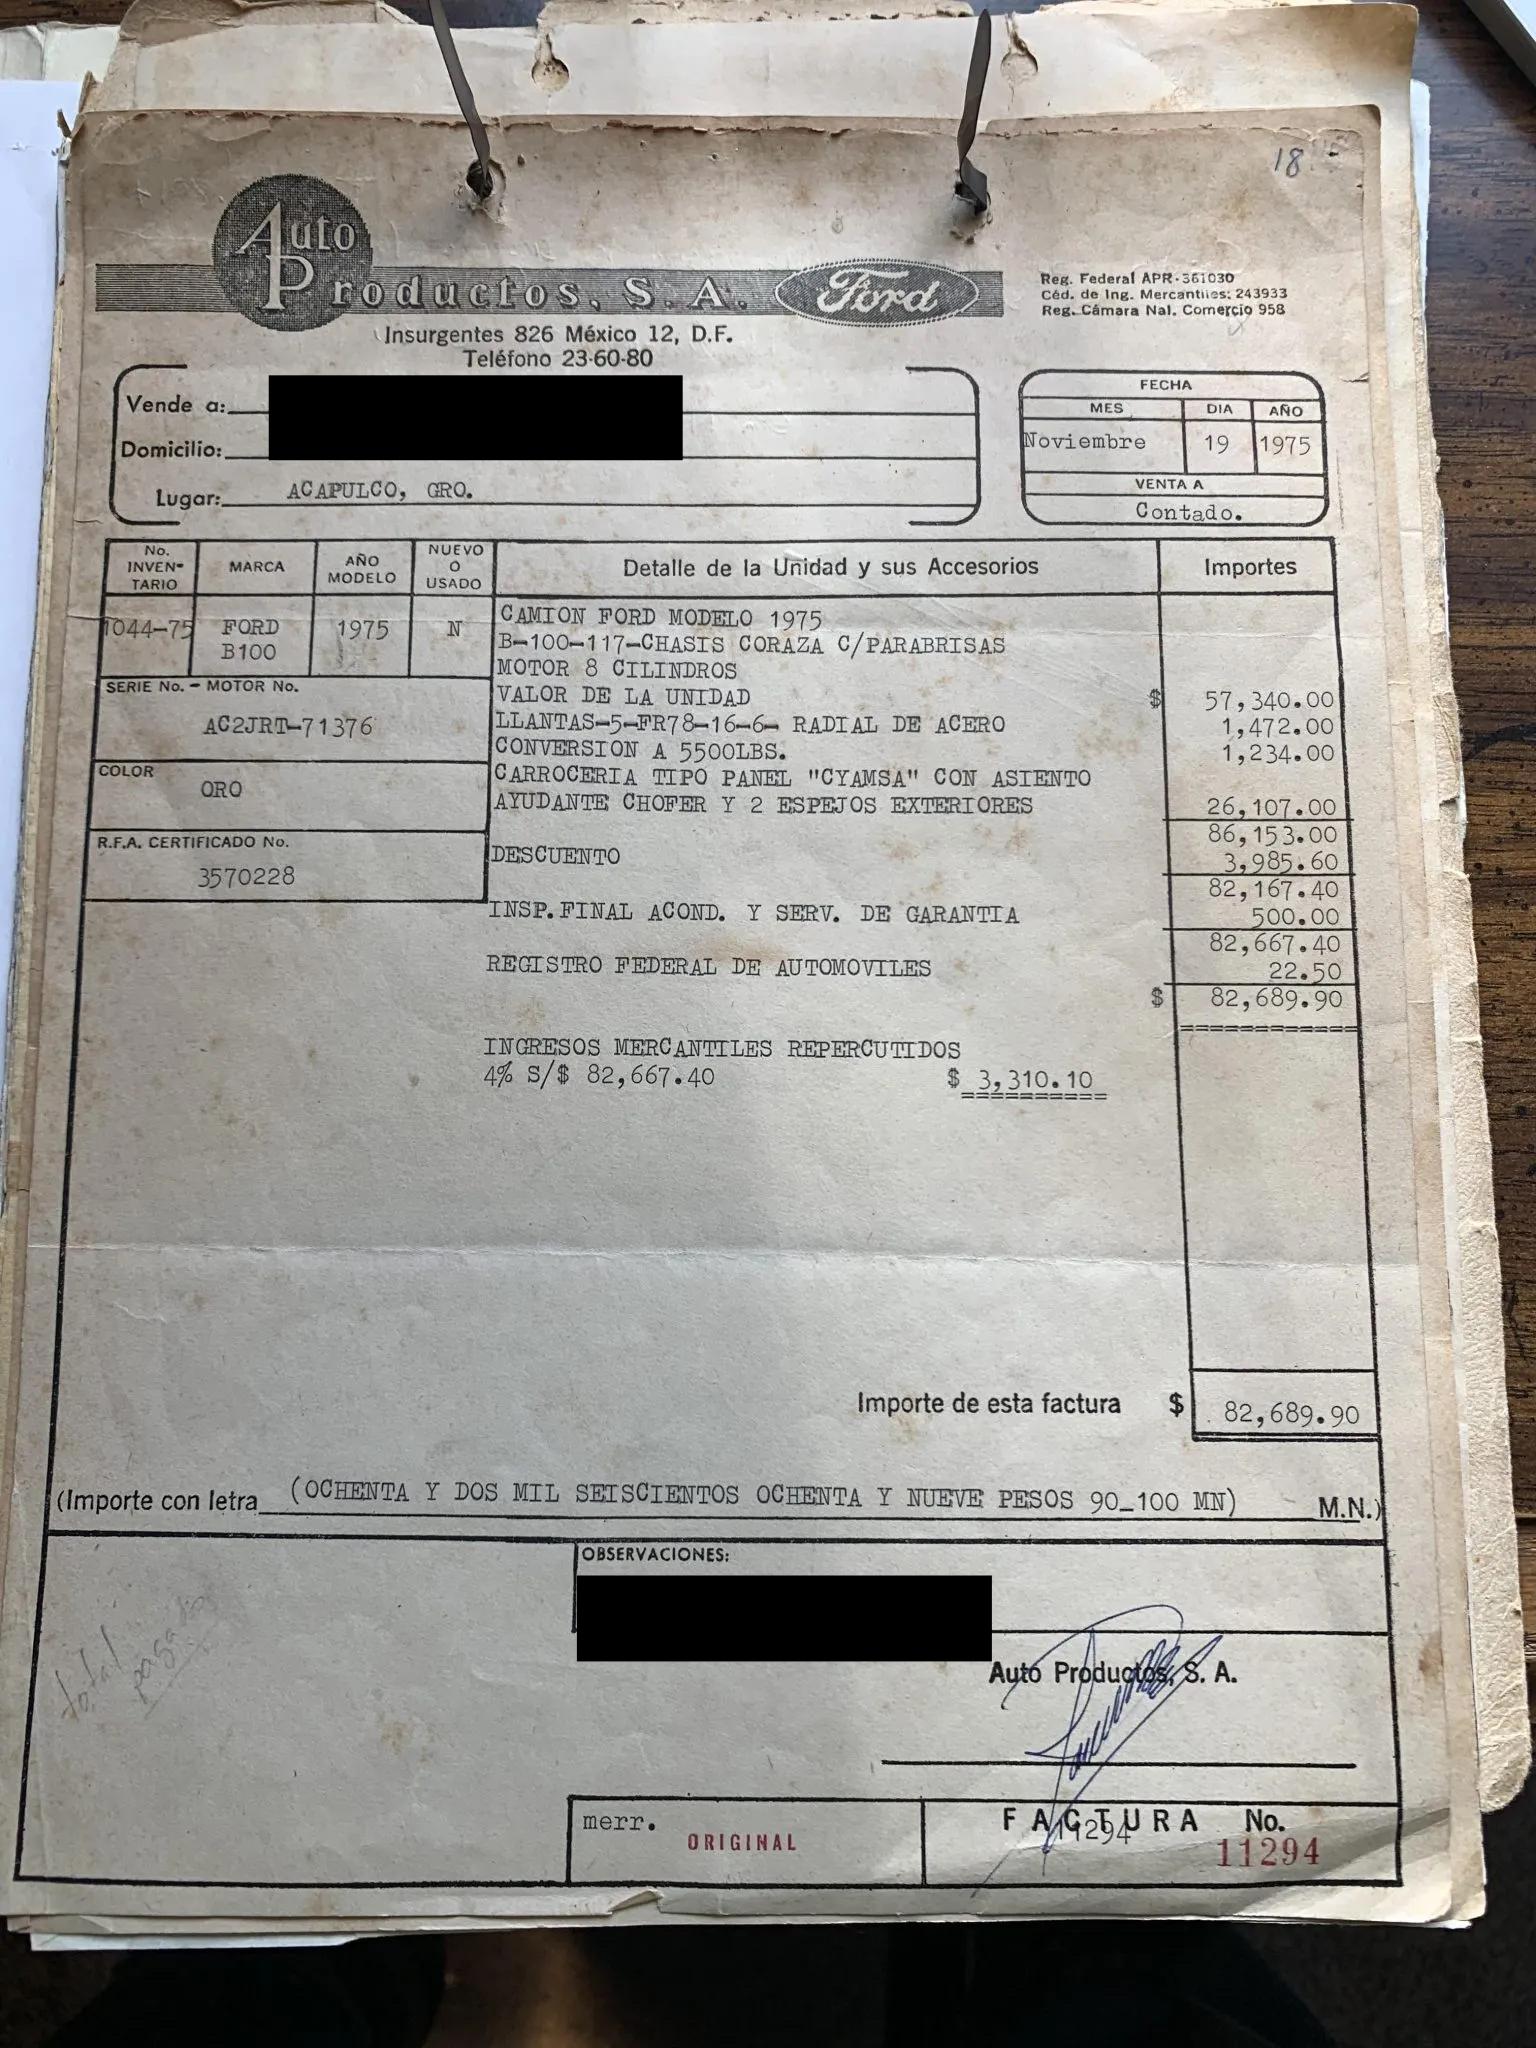 18
Auto
Productos, S. A.
Ford
Insurgentes 826 México 12, D.F.
Teléfono 23-60-80
Reg. Federal APR-361030
Céd. de Ing. Mercantiles: 243933
Reg. Cámara Nal. Comercio 958
Vende a:
Domicilio:
Lugar: ACAPULCO, GRO.
FECHA
MES DIA AÑO
Noviembre 19 1975
VENTA A
Contado.
No. INVEN-TARIO MARCA AÑO MODELO NUEVO O USADO Detalle de la Unidad y sus Accesorios Importes
1044-75 FORD B100 1975 N
CAMION FORD MODELO 1975
B-100-117-CHASIS CORAZA C/PARABRISAS
MOTOR 8 CILINDROS
SERIE No. - MOTOR No.
AC2JRT-71376
VALOR DE LA UNIDAD $ 57,340.00
LLANTAS-5-FR78-16-6- RADIAL DE ACERO 1,472.00
CONVERSION A 5500LBS. 1,234.00
COLOR
ORO
CARROCERIA TIPO PANEL "CYAMSA" CON ASIENTO
AYUDANTE CHOFER Y 2 ESPEJOS EXTERIORES 26,107.00
86,153.00
R.F.A. CERTIFICADO No.
3570228
DESCUENTO 3,985.60
82,167.40
INSP.FINAL ACOND. Y SERV. DE GARANTIA 500.00
82,667.40
REGISTRO FEDERAL DE AUTOMOVILES 22.50
$ 82,689.90
============
INGRESOS MERCANTILES REPERCUTIDOS
4% S/$ 82,667.40 $ 3,310.10
==========
Importe de esta factura $ 82,689.90
(Importe con letra (OCHENTA Y DOS MIL SEISCIENTOS OCHENTA Y NUEVE PESOS 90_100 MN) M.N.)
OBSERVACIONES:
total
pagado
Auto Productos, S. A.
merr.
ORIGINAL
FACTURA No.
11294
11294